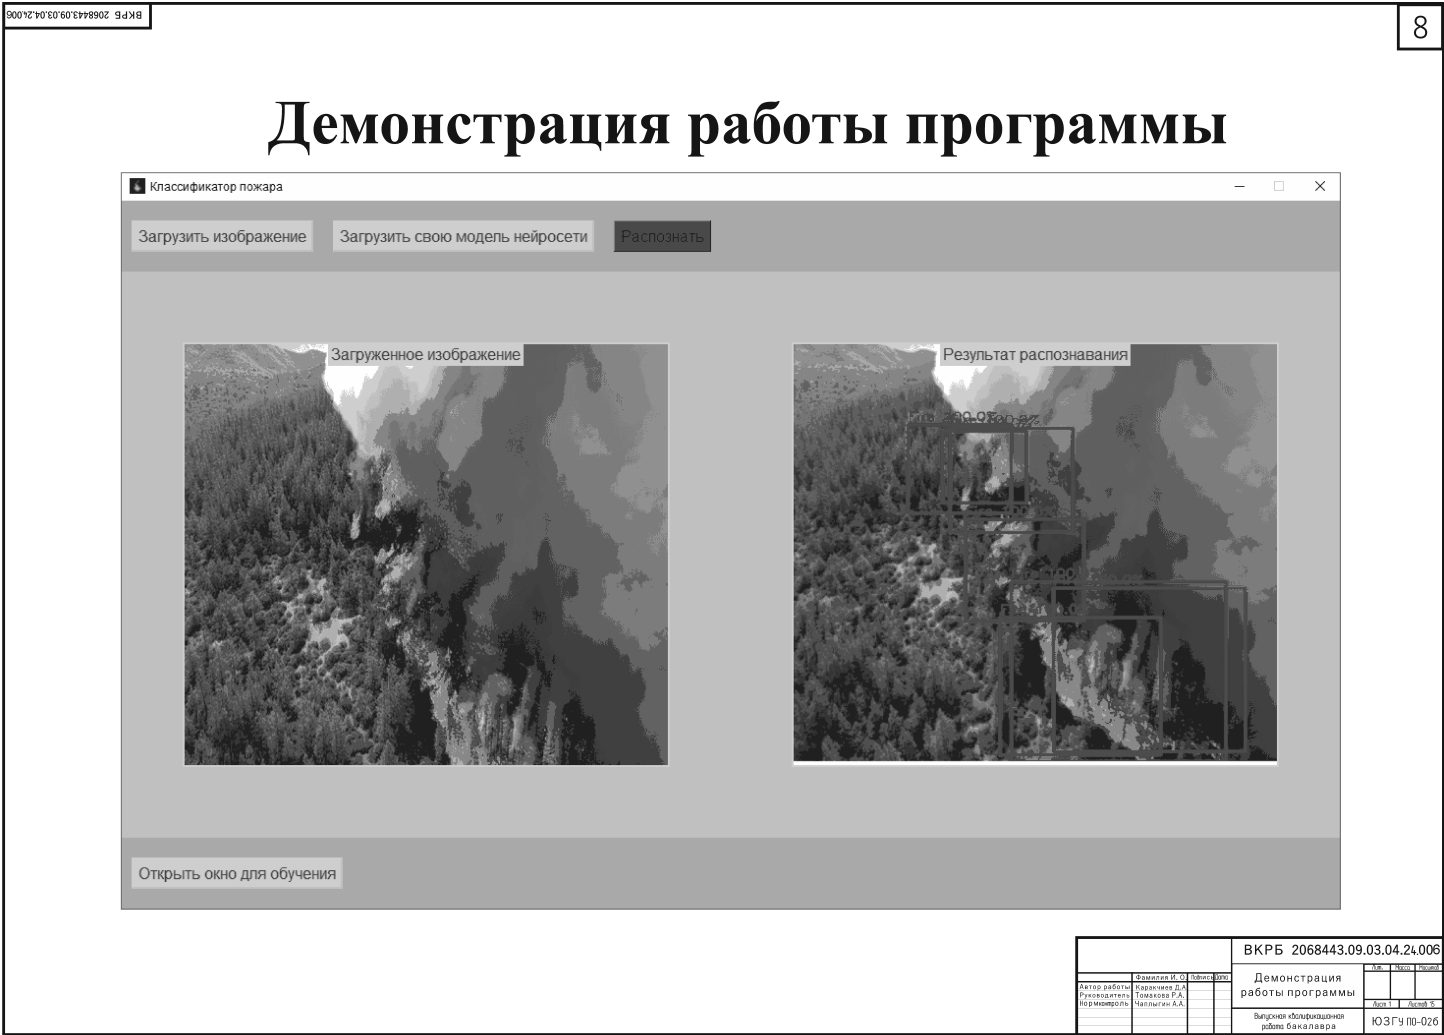 ВКРБ 2068443.09.03.04.24.006
8
Демонстрация работы программы
Классификатор пожара
Загрузить изображение
Загрузить свою модель нейросети
Распознать
Загруженное изображение
Результат распознавания
Открыть окно для обучения
ВКРБ 2068443.09.03.04.24.006
Фамилия И. О. Подпись Дата
Автор работы Каракчиев Д.А.
Руководитель Томакова Р.А.
Нормконтроль Чаплыгин А.А.
Демонстрация
работы программы
Лит. Масса Масштаб
Лист 1 Листов 15
Выпускная квалификационная
работа бакалавра
ЮЗГУ ПО-02б